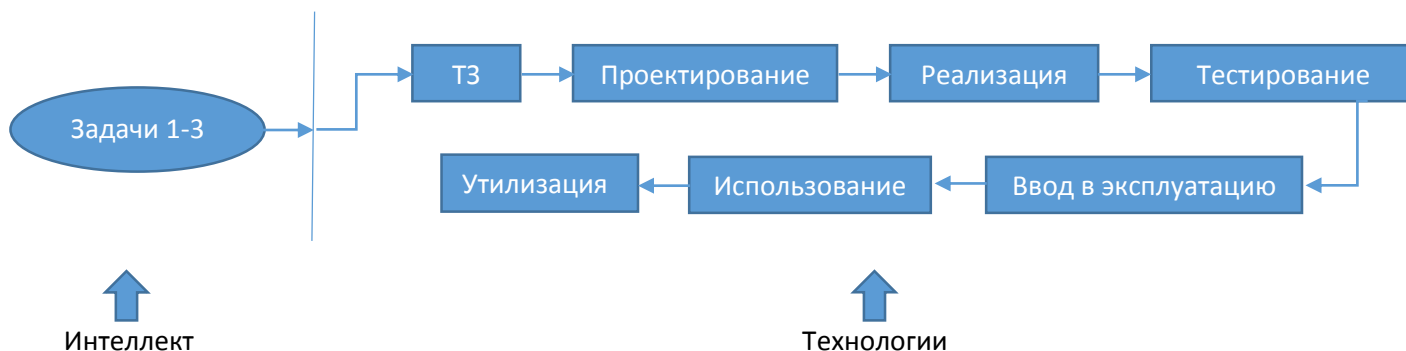 ТЗ
Проектирование
Реализация
Тестирование
Задачи 1-3
Утилизация
Использование
Ввод в эксплуатацию
Интеллект
Технологии